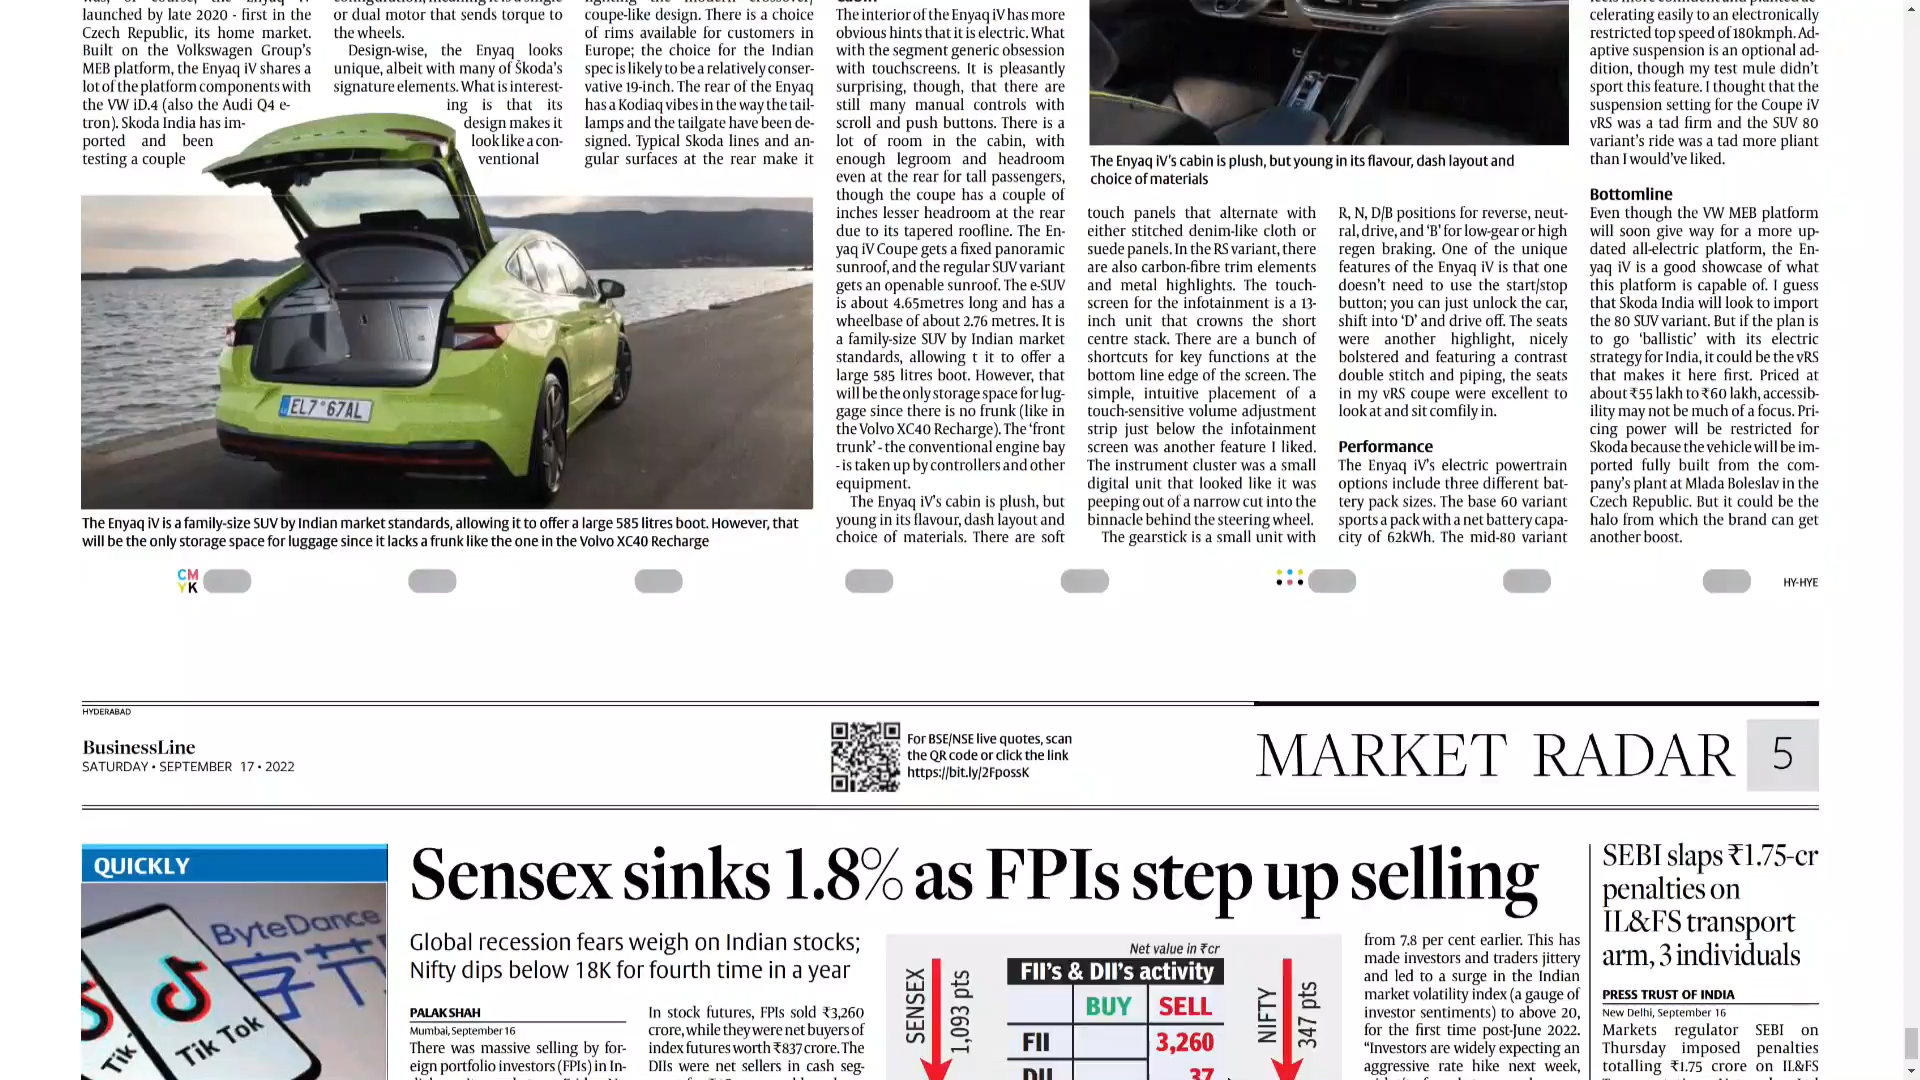 launched by late 2020 - first in the
Czech Republic, its home market.
Built on the Volkswagen Group's
MEB platform, the Enyaq iV shares a
lot of the platform components with
the VW iD.4 (also the Audi Q4 e-
tron). Skoda India has im-
ported and been
testing a couple
or dual motor that sends torque to
the wheels.
Design-wise, the Enyaq looks
unique, albeit with many of Škoda's
signature elements. What is interest-
ing is that its
design makes it
look like a con-
ventional
coupe-like design. There is a choice
of rims available for customers in
Europe; the choice for the Indian
spec is likely to be a relatively conser-
vative 19-inch. The rear of the Enyaq
has a Kodiaq vibes in the way the tail-
lamps and the tailgate have been de-
signed. Typical Skoda lines and an-
gular surfaces at the rear make it
EL7 67AL
The Enyaq iV is a family-size SUV by Indian market standards, allowing it to offer a large 585 litres boot. However, that
will be the only storage space for luggage since it lacks a frunk like the one in the Volvo XC40 Recharge
The interior of the Enyaq iV has more
obvious hints that it is electric. What
with the segment generic obsession
with touchscreens. It is pleasantly
surprising, though, that there are
still many manual controls with
scroll and push buttons. There is a
lot of room in the cabin, with
enough legroom and headroom
even at the rear for tall passengers,
though the coupe has a couple of
inches lesser headroom at the rear
due to its tapered roofline. The En-
yaq iV Coupe gets a fixed panoramic
sunroof, and the regular SUV variant
gets an openable sunroof. The e-SUV
is about 4.65metres long and has a
wheelbase of about 2.76 metres. It is
a family-size SUV by Indian market
standards, allowing t it to offer a
large 585 litres boot. However, that
will be the only storage space for lug-
gage since there is no frunk (like in
the Volvo XC40 Recharge). The 'front
trunk' - the conventional engine bay
- is taken up by controllers and other
equipment.
The Enyaq iV's cabin is plush, but
young in its flavour, dash layout and
choice of materials. There are soft
The Enyaq iV's cabin is plush, but young in its flavour, dash layout and
choice of materials
touch panels that alternate with
either stitched denim-like cloth or
suede panels. In the RS variant, there
are also carbon-fibre trim elements
and metal highlights. The touch-
screen for the infotainment is a 13-
inch unit that crowns the short
centre stack. There are a bunch of
shortcuts for key functions at the
bottom line edge of the screen. The
simple, intuitive placement of a
touch-sensitive volume adjustment
strip just below the infotainment
screen was another feature I liked.
The instrument cluster was a small
digital unit that looked like it was
peeping out of a narrow cut into the
binnacle behind the steering wheel.
The gearstick is a small unit with
R, N, D/B positions for reverse, neut-
ral, drive, and 'B' for low-gear or high
regen braking. One of the unique
features of the Enyaq iV is that one
doesn't need to use the start/stop
button; you can just unlock the car,
shift into 'D' and drive off. The seats
were another highlight, nicely
bolstered and featuring a contrast
double stitch and piping, the seats
in my vRS coupe were excellent to
look at and sit comfily in.
Performance
The Enyaq iV's electric powertrain
options include three different bat-
tery pack sizes. The base 60 variant
sports a pack with a net battery capa-
city of 62kWh. The mid-80 variant
celerating easily to an electronically
restricted top speed of 180kmph. Ad-
aptive suspension is an optional ad-
dition, though my test mule didn't
sport this feature. I thought that the
suspension setting for the Coupe iV
vRS was a tad firm and the SUV 80
variant's ride was a tad more pliant
than I would've liked.
Bottomline
Even though the VW MEB platform
will soon give way for a more up-
dated all-electric platform, the En-
yaq iV is a good showcase of what
this platform is capable of. I guess
that Skoda India will look to import
the 80 SUV variant. But if the plan is
to go 'ballistic' with its electric
strategy for India, it could be the vRS
that makes it here first. Priced at
about ₹55 lakh to ₹60 lakh, accessib-
ility may not be much of a focus. Pri-
cing power will be restricted for
Skoda because the vehicle will be im-
ported fully built from the com-
pany's plant at Mlada Boleslav in the
Czech Republic. But it could be the
halo from which the brand can get
another boost.
CM
YK
HY-HYE
HYDERABAD
BusinessLine
SATURDAY • SEPTEMBER 17 • 2022
For BSE/NSE live quotes, scan
the QR code or click the link
https://bit.ly/2FpossK
MARKET RADAR
5
QUICKLY
ByteDance
字节
Tik Tok
Tik
Sensex sinks 1.8% as FPIs step up selling
Global recession fears weigh on Indian stocks;
Nifty dips below 18K for fourth time in a year
PALAK SHAH
Mumbai, September 16
There was massive selling by for-
eign portfolio investors (FPIs) in In-
In stock futures, FPIs sold ₹3,260
crore, while they were net buyers of
index futures worth ₹837 crore. The
DIIs were net sellers in cash seg-
Net value in ₹cr
FII's & DII's activity
BUY SELL
FII 3,260
DII 37
SENSEX
1,093 pts
NIFTY
347 pts
from 7.8 per cent earlier. This has
made investors and traders jittery
and led to a surge in the Indian
market volatility index (a gauge of
investor sentiments) to above 20,
for the first time post-June 2022.
"Investors are widely expecting an
aggressive rate hike next week,
SEBI slaps ₹1.75-cr
penalties on
IL&FS transport
arm, 3 individuals
PRESS TRUST OF INDIA
New Delhi, September 16
Markets regulator SEBI on
Thursday imposed penalties
totalling ₹1.75 crore on IL&FS